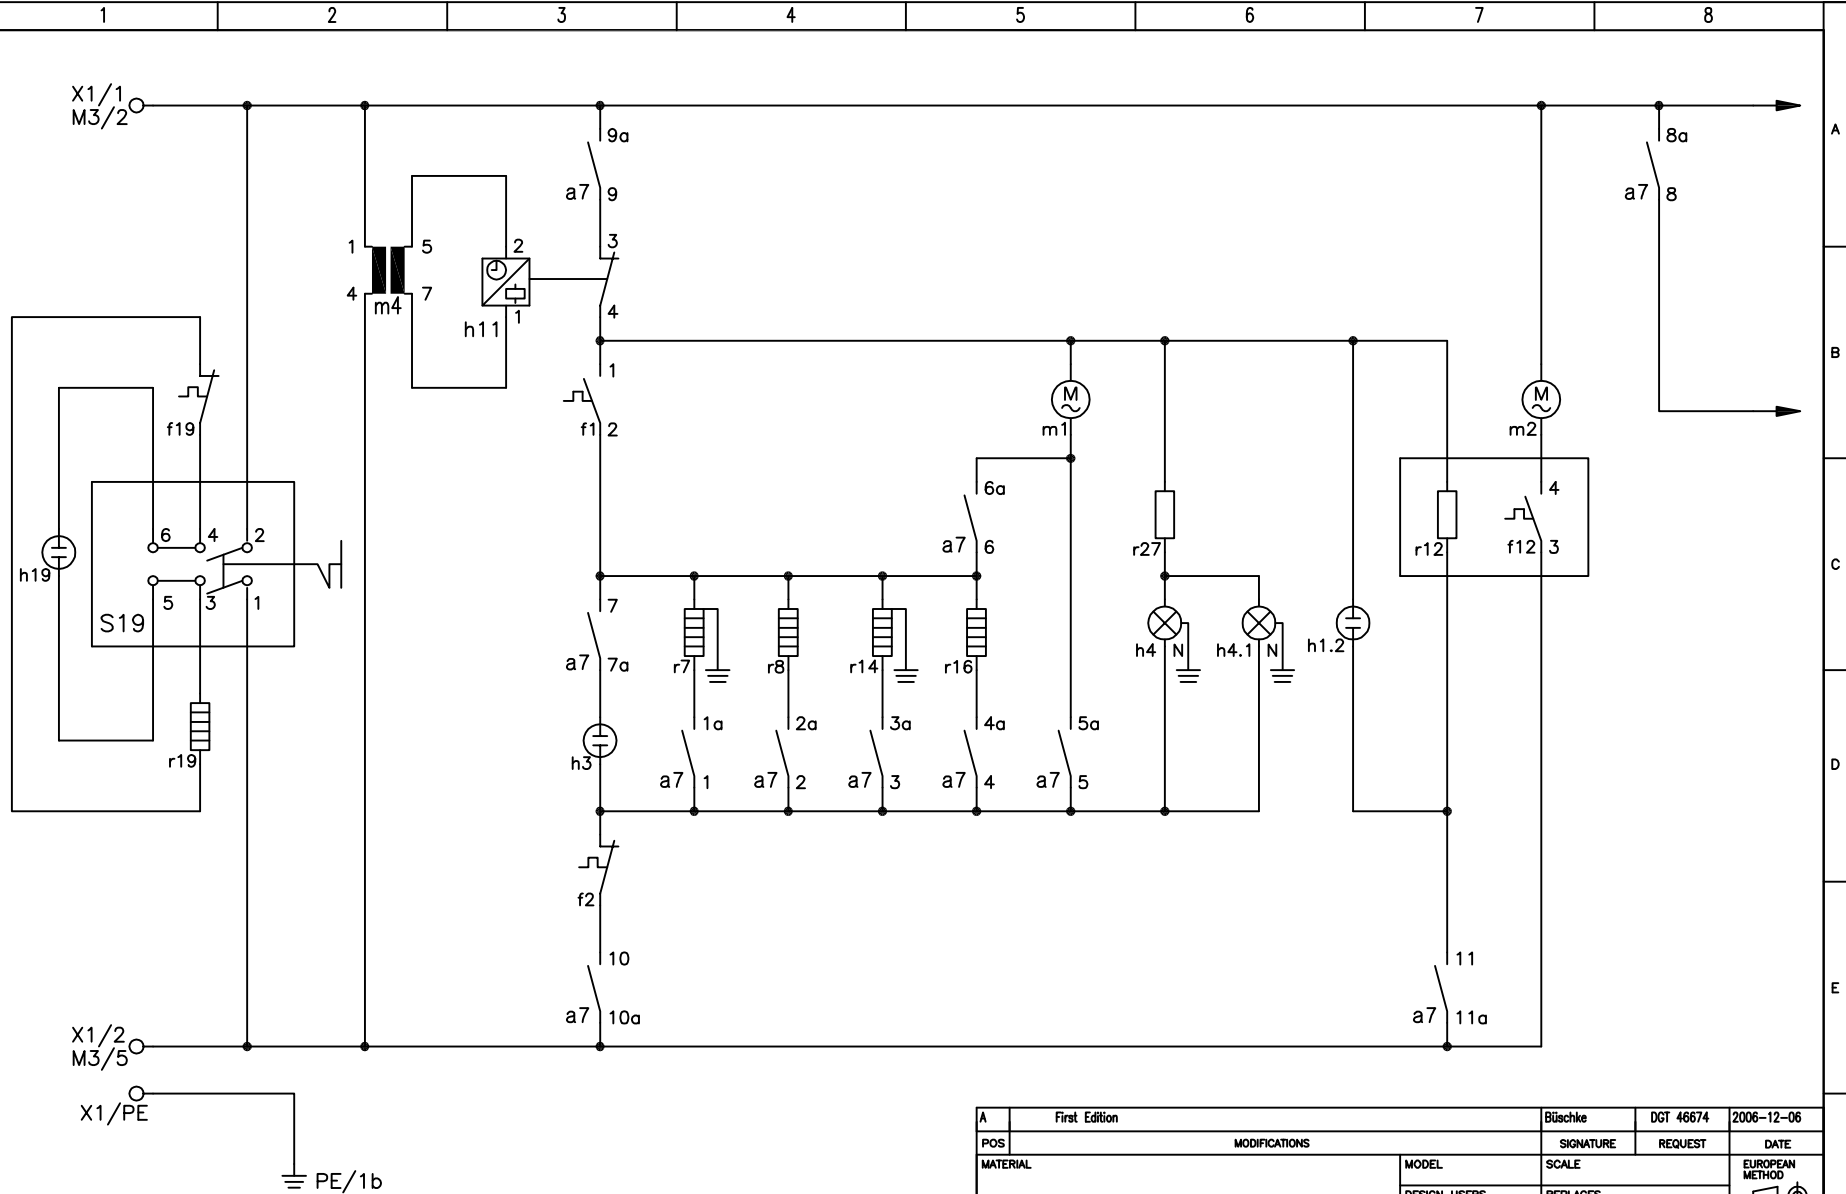 1 2 3 4 5 6 7 8
X1/1
M3/2
A
9a
8a
a7 9
a7 8
1 5 2 3
4 m4 7
h11 1 4
B
1
f19
f1 2
M
m1
M
m2
6a
4
6 4 2
a7 6
r27
r12
f12 3
h19
C
5 3 1
S19
7
a7 7a
r7
r8
r14
r16
h4 N
h4.1 N
h1.2
1a 2a 3a 4a 5a
r19
h3
a7 1
a7 2
a7 3
a7 4
a7 5
D
f2
10
11
E
a7 10a
a7 11a
X1/2
M3/5
X1/PE
PE/1b
A First Edition Büschke DGT 46674 2006-12-06
POS MODIFICATIONS SIGNATURE REQUEST DATE
MATERIAL MODEL SCALE EUROPEAN
METHOD